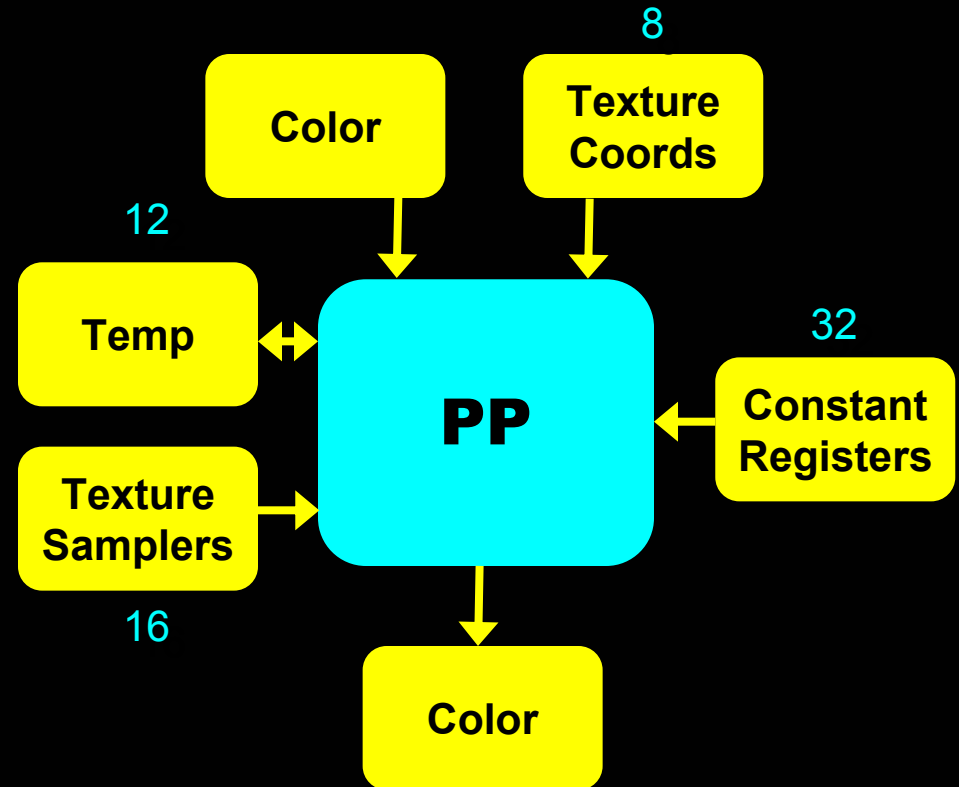 8
Color
Texture
Coords
12
Temp
32
PP
Constant
Registers
Texture
Samplers
16
Color